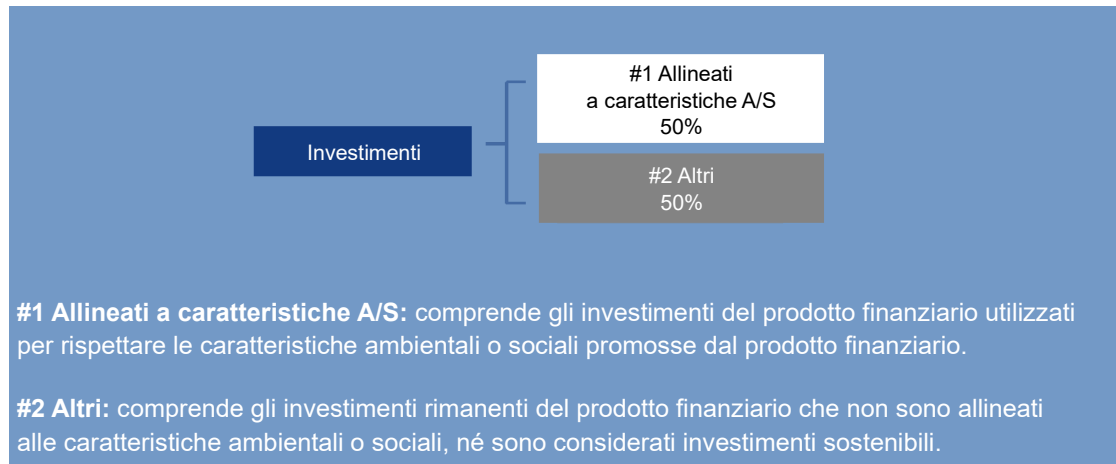 #1 Allineati
a caratteristiche A/S
50%
Investimenti
#2 Altri
50%
#1 Allineati a caratteristiche A/S: comprende gli investimenti del prodotto finanziario utilizzati
per rispettare le caratteristiche ambientali o sociali promosse dal prodotto finanziario.
#2 Altri: comprende gli investimenti rimanenti del prodotto finanziario che non sono allineati
alle caratteristiche ambientali o sociali, né sono considerati investimenti sostenibili.